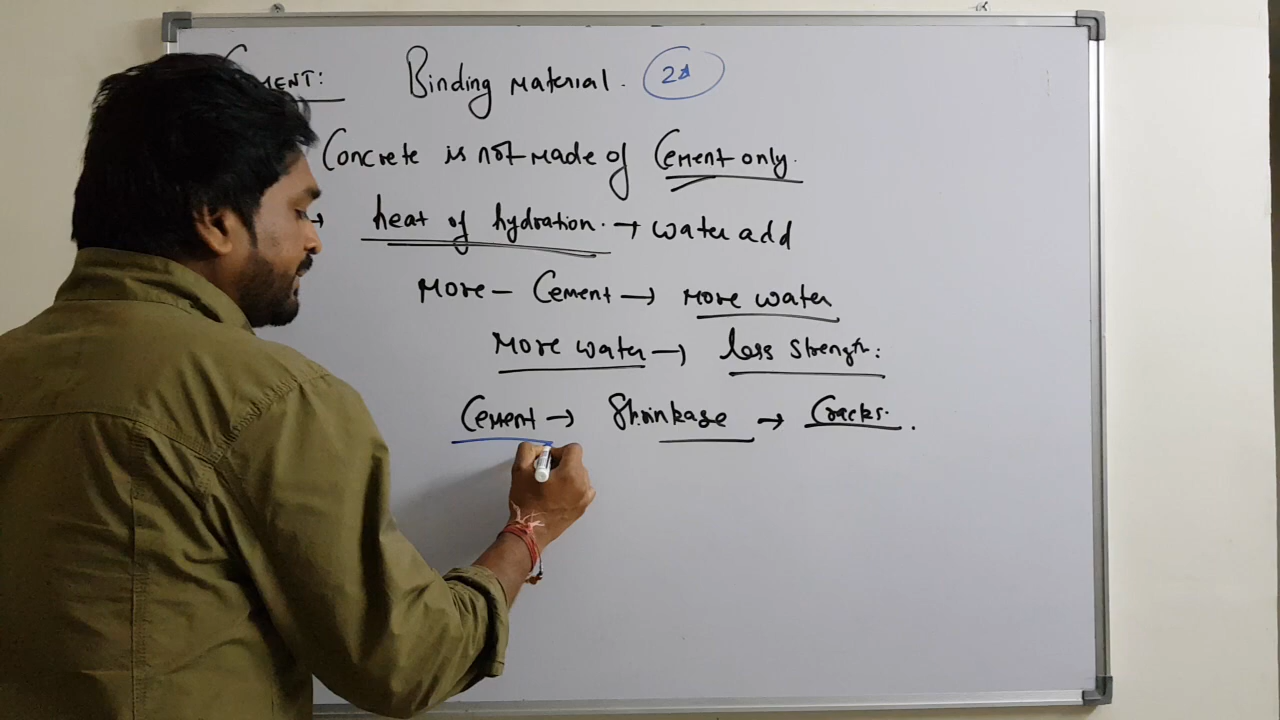 CEMENT: Binding material.
Concrete is not made of Cement only.
→ heat of hydration. → water add
More - Cement → More water
More water → less strength:
Cement → Shrinkage → Cracks.